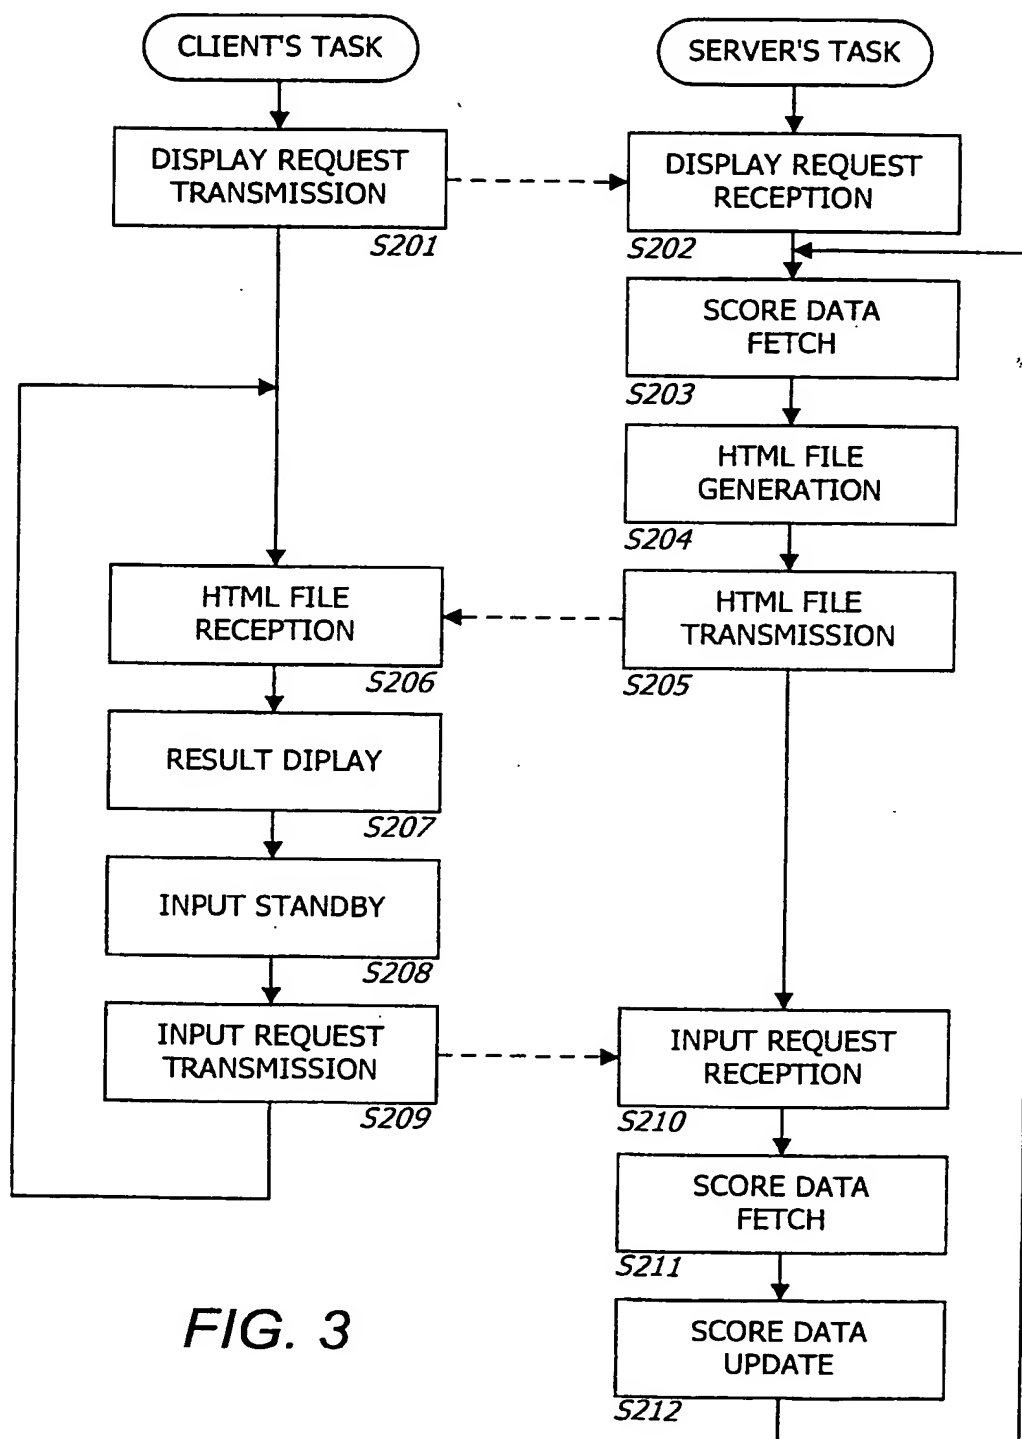 CLIENT'S TASK
SERVER'S TASK
DISPLAY REQUEST
TRANSMISSION
S201
DISPLAY REQUEST
RECEPTION
S202
SCORE DATA
FETCH
S203
HTML FILE
GENERATION
S204
HTML FILE
RECEPTION
S206
HTML FILE
TRANSMISSION
S205
RESULT DIPLAY
S207
INPUT STANDBY
S208
INPUT REQUEST
TRANSMISSION
S209
INPUT REQUEST
RECEPTION
S210
SCORE DATA
FETCH
S211
SCORE DATA
UPDATE
S212
FIG. 3